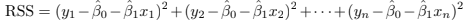 RSS = (y₁ − β̂₀ − β̂₁x₁)² + (y₂ − β̂₀ − β̂₁x₂)² + ⋯ + (yₙ − β̂₀ − β̂₁xₙ)²